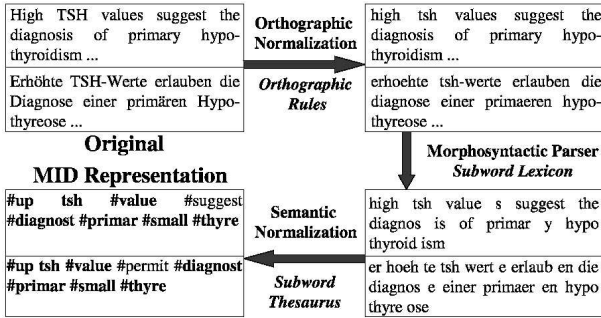 High TSH values suggest the
diagnosis of primary hypo-
thyroidism ...
Erhöhte TSH-Werte erlauben die
Diagnose einer primären Hypo-
thyreose ...
Original
Orthographic
Normalization
Orthographic
Rules
high tsh values suggest the
diagnosis of primary hypo-
thyroidism ...
erhoehte tsh-werte erlauben die
diagnose einer primaeren hypo-
thyreose ...
Morphosyntactic Parser
Subword Lexicon
high tsh value s suggest the
diagnos is of primar y hypo
thyroid ism
er hoeh te tsh wert e erlaub en die
diagnos e einer primaer en hypo
thyre ose
Semantic
Normalization
Subword
Thesaurus
MID Representation
#up tsh #value #suggest
#diagnost #primar #small #thyre
#up tsh #value #permit #diagnost
#primar #small #thyre